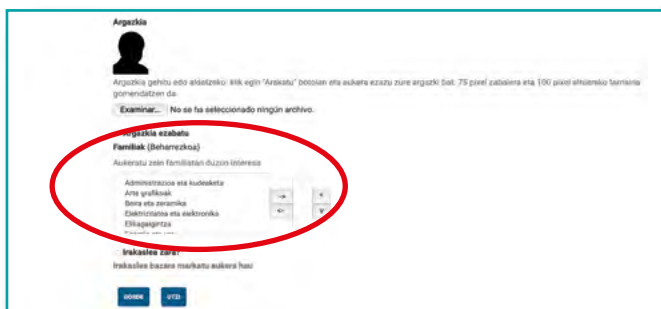 Argazkia
Argazkia gehitu edo aldatzeko: klik egin "Arakatu" botoian eta aukera ezazu zure argazki bat. 75 pixel zabalera eta 100 pixel altuerako tamaina
gomendatzen da.
Examinar... No se ha seleccionado ningún archivo.
Argazkia ezabatu
Familiak (Beharrezkoa)
Aukeratu zein familiatan duzun interesa
Administrazioa eta kudeaketa
Arte grafikoak
Beira eta zeramika
Elektrizitatea eta elektronika
Elikagaigintza
Irakaslea zara?
Irakaslea bazara markatu aukera hau
GORDE UTZI